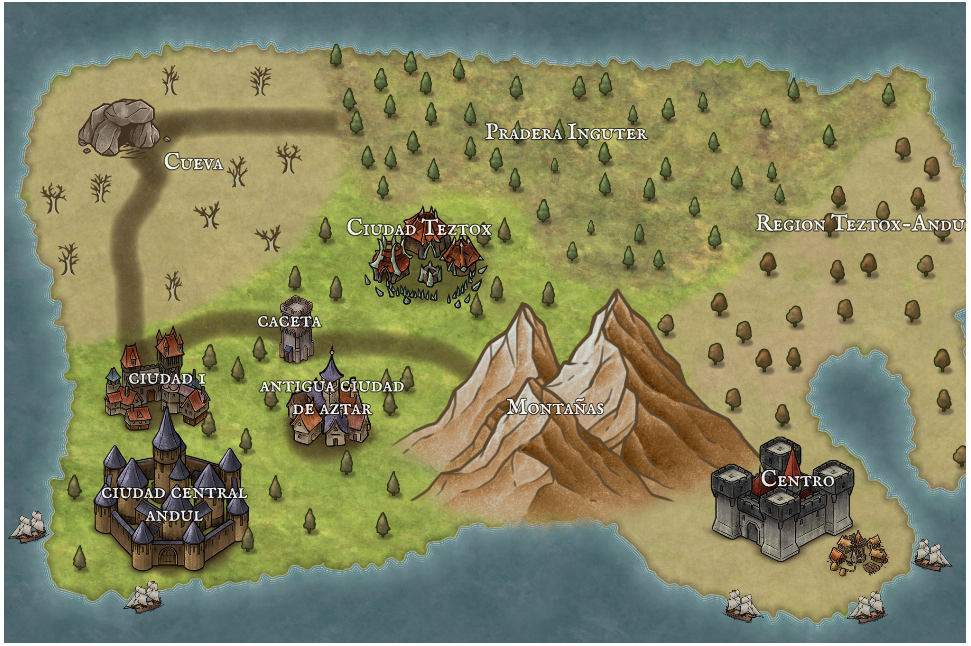 Pradera Inguter
Cueva
Ciudad Teztox
Region Teztox-Andu
caceta
ciudad 1
antigua ciudad
de aztar
Montañas
Centro
ciudad central
andul